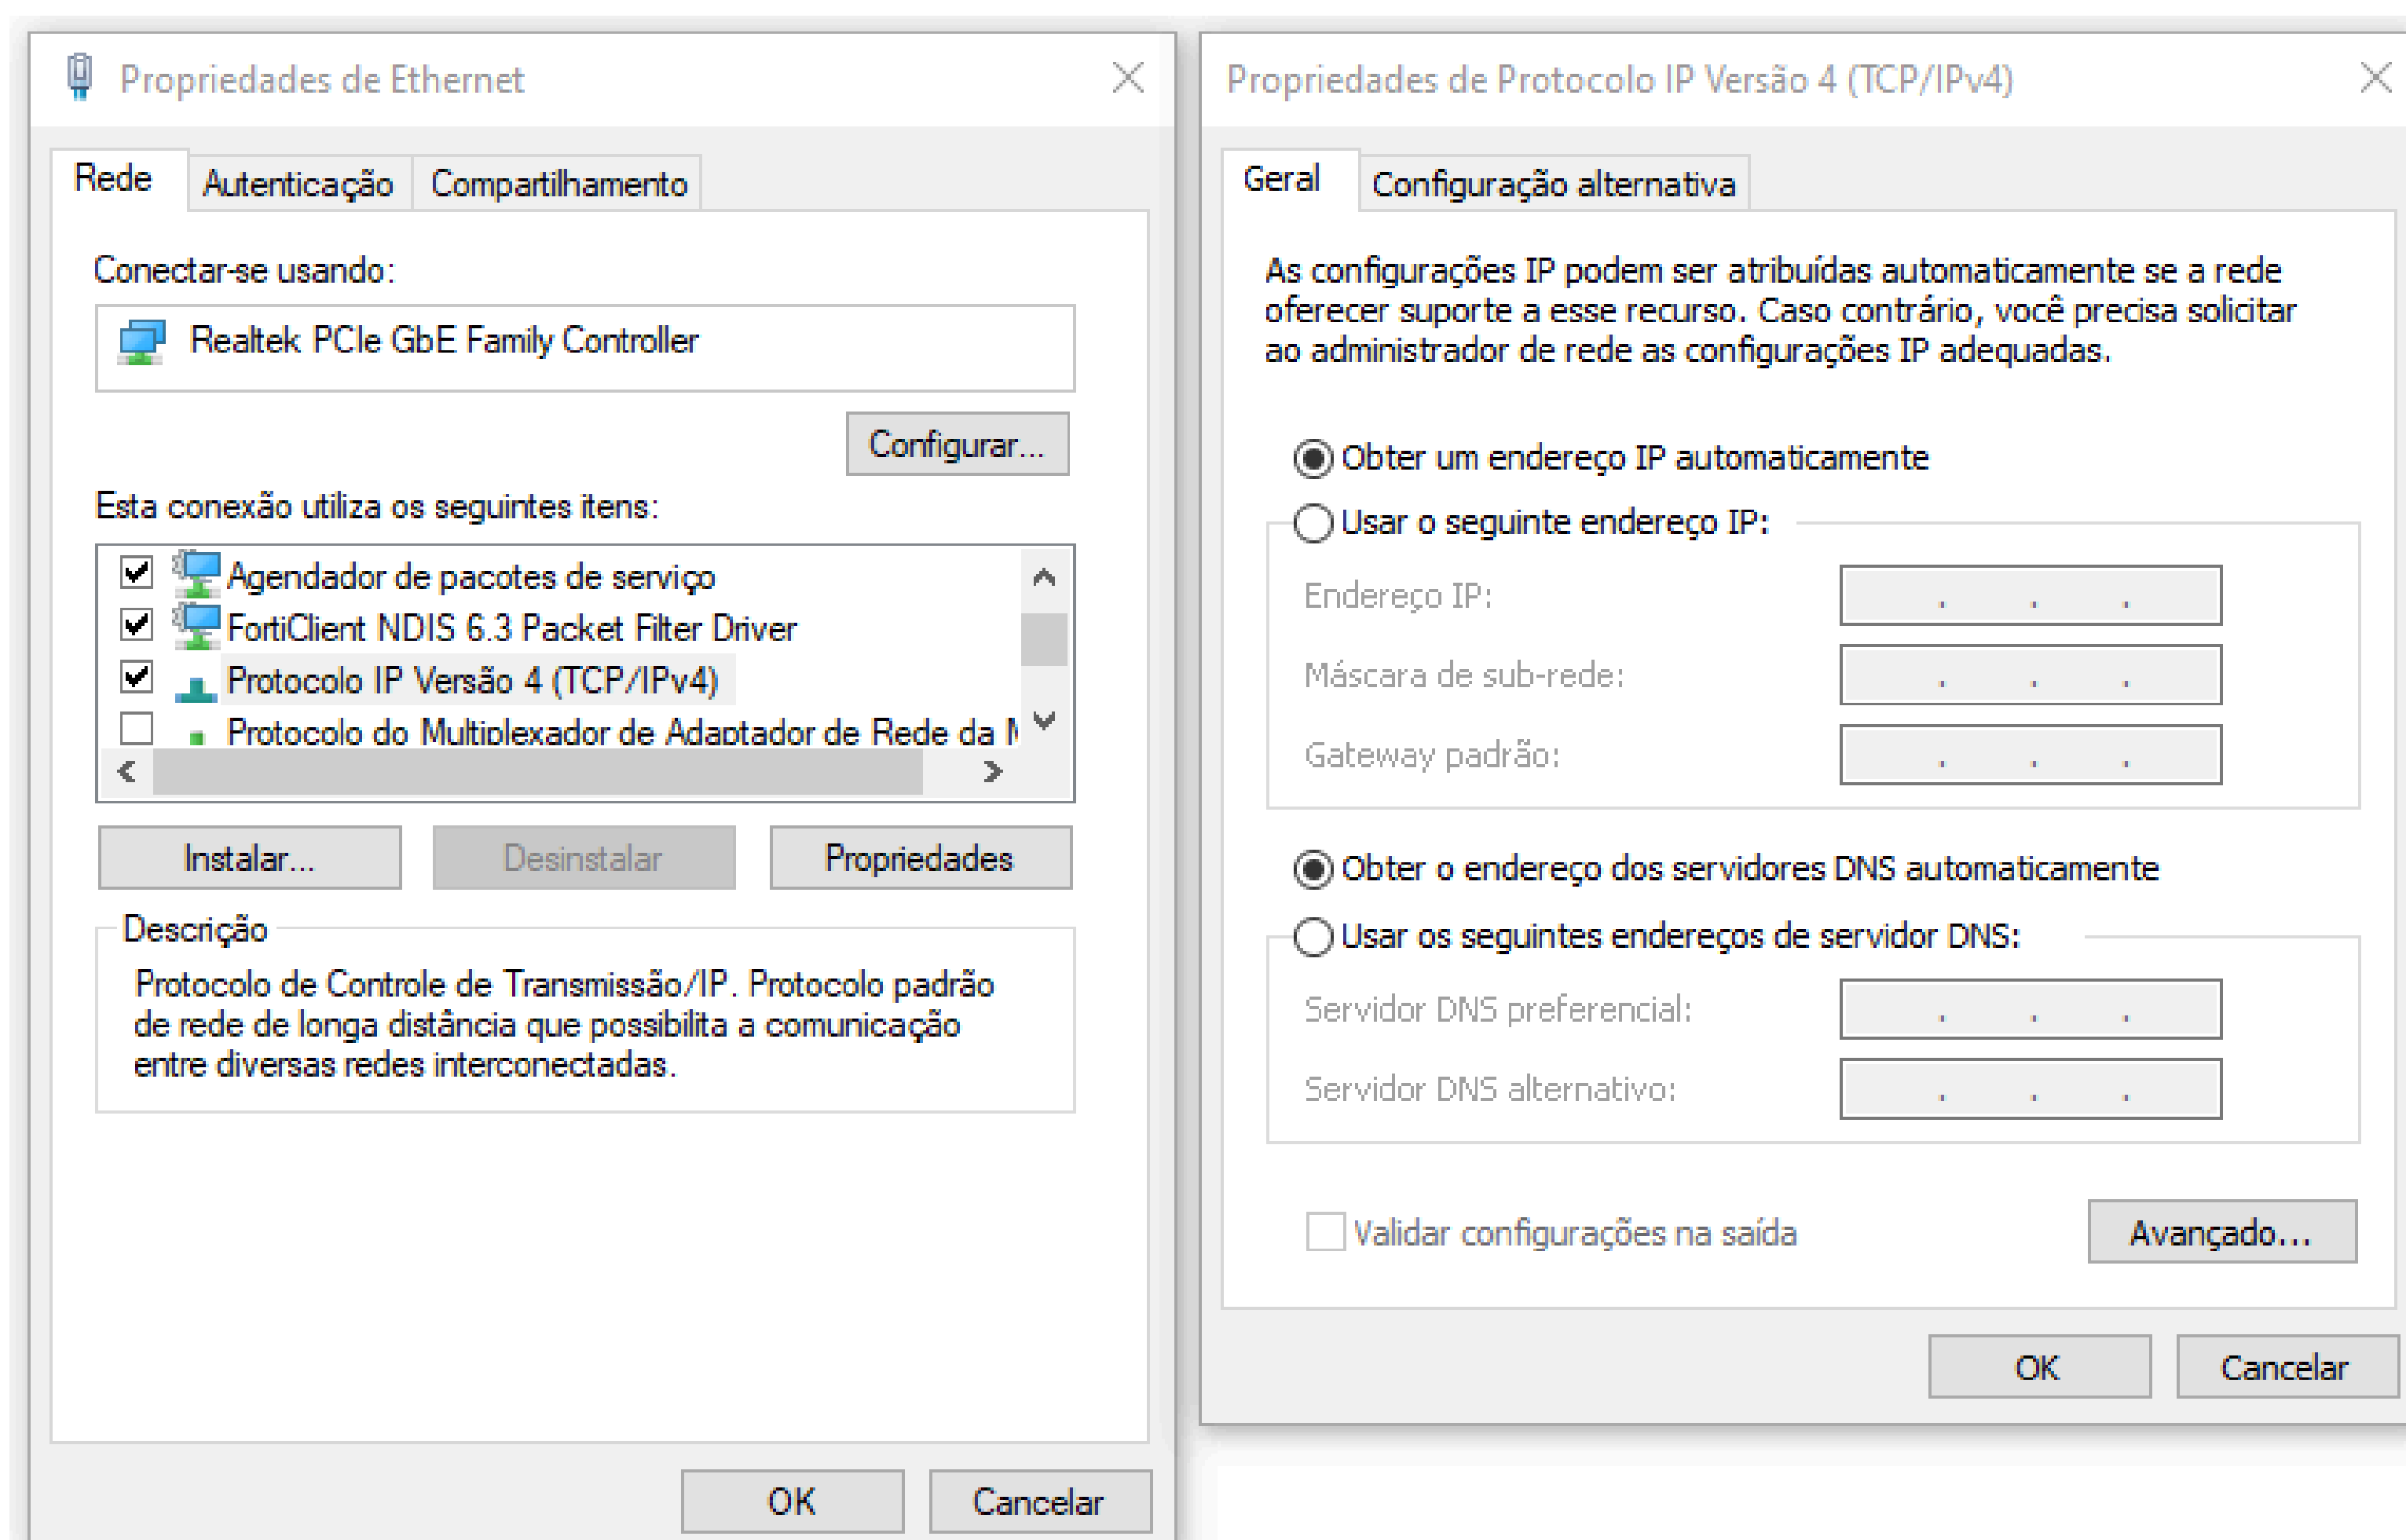 Propriedades de Ethernet
Rede
Autenticação
Compartilhamento
Conectar-se usando:
Realtek PCIe GbE Family Controller
Configurar...
Esta conexão utiliza os seguintes itens:
Agendador de pacotes de serviço
FortiClient NDIS 6.3 Packet Filter Driver
Protocolo IP Versão 4 (TCP/IPv4)
Protocolo do Multiplexador de Adaptador de Rede da
Instalar...
Desinstalar
Propriedades
Descrição
Protocolo de Controle de Transmissão/IP. Protocolo padrão
de rede de longa distância que possibilita a comunicação
entre diversas redes interconectadas.
OK
Cancelar
Propriedades de Protocolo IP Versão 4 (TCP/IPv4)
Geral
Configuração alternativa
As configurações IP podem ser atribuídas automaticamente se a rede
oferecer suporte a esse recurso. Caso contrário, você precisa solicitar
ao administrador de rede as configurações IP adequadas.
Obter um endereço IP automaticamente
Usar o seguinte endereço IP:
Endereço IP:
. . .
Máscara de sub-rede:
. . .
Gateway padrão:
. . .
Obter o endereço dos servidores DNS automaticamente
Usar os seguintes endereços de servidor DNS:
Servidor DNS preferencial:
. . .
Servidor DNS alternativo:
. . .
Validar configurações na saída
Avançado...
OK
Cancelar